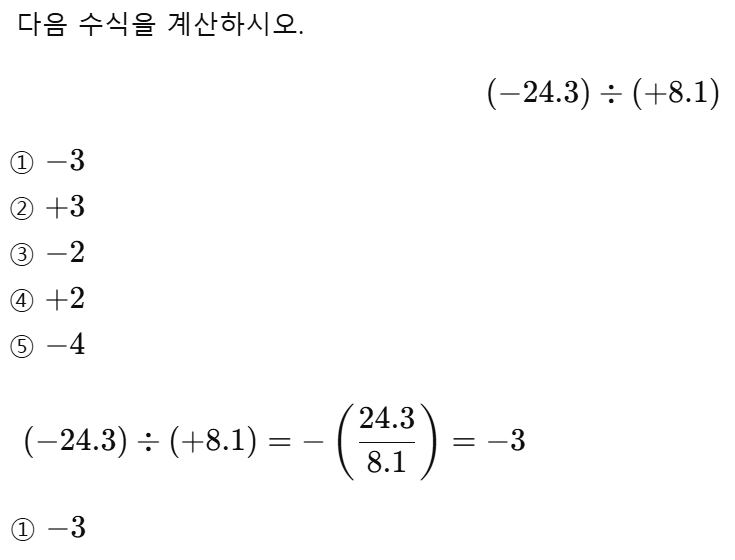 다음 수식을 계산하시오.
(−24.3) ÷ (+8.1)
① −3
② +3
③ −2
④ +2
⑤ −4
(−24.3) ÷ (+8.1) = − (24.3/8.1) = −3
① −3